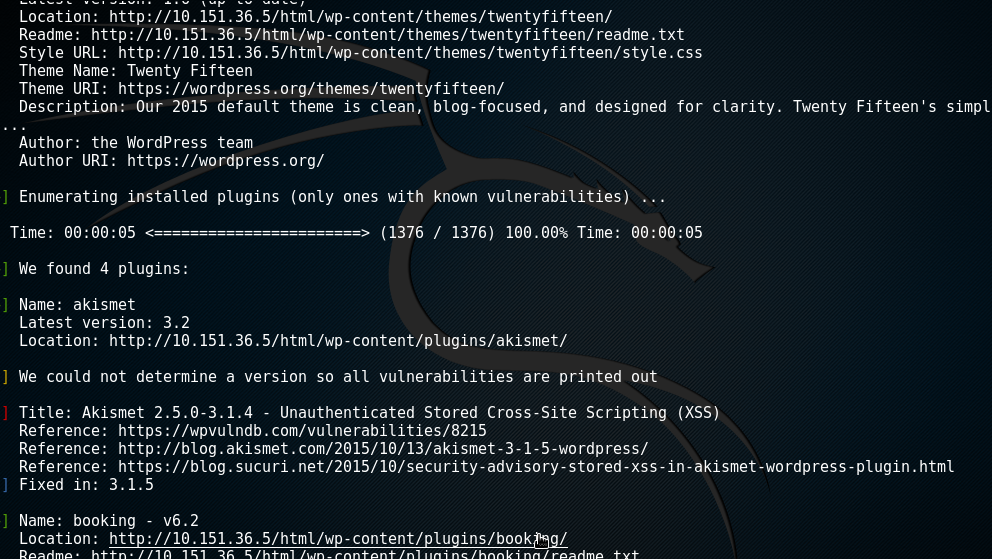 Latest version: 1.6 (up to date)
Location: http://10.151.36.5/html/wp-content/themes/twentyfifteen/
Readme: http://10.151.36.5/html/wp-content/themes/twentyfifteen/readme.txt
Style URL: http://10.151.36.5/html/wp-content/themes/twentyfifteen/style.css
Theme Name: Twenty Fifteen
Theme URI: https://wordpress.org/themes/twentyfifteen/
Description: Our 2015 default theme is clean, blog-focused, and designed for clarity. Twenty Fifteen's simpl
...
Author: the WordPress team
Author URI: https://wordpress.org/
] Enumerating installed plugins (only ones with known vulnerabilities) ...
Time: 00:00:05 <=======================> (1376 / 1376) 100.00% Time: 00:00:05
] We found 4 plugins:
] Name: akismet
Latest version: 3.2
Location: http://10.151.36.5/html/wp-content/plugins/akismet/
] We could not determine a version so all vulnerabilities are printed out
] Title: Akismet 2.5.0-3.1.4 - Unauthenticated Stored Cross-Site Scripting (XSS)
Reference: https://wpvulndb.com/vulnerabilities/8215
Reference: http://blog.akismet.com/2015/10/13/akismet-3-1-5-wordpress/
Reference: https://blog.sucuri.net/2015/10/security-advisory-stored-xss-in-akismet-wordpress-plugin.html
] Fixed in: 3.1.5
] Name: booking - v6.2
Location: http://10.151.36.5/html/wp-content/plugins/booking/
Readme: http://10.151.36.5/html/wp-content/plugins/booking/readme.txt